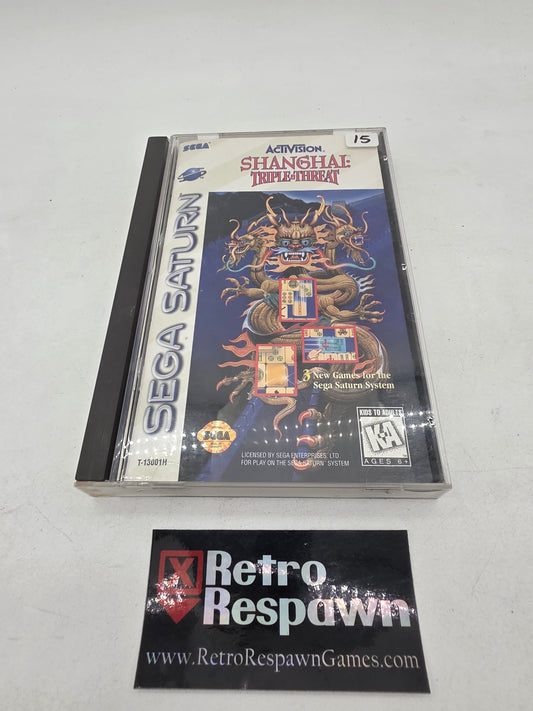 SEGA
ACTIVISION.
15
SHANGHAI:
TRIPLE-THREAT
SEGA SATURN
3 New Games for the
Sega Saturn System
KIDS TO ADULTS
K-A
AGES 6+
SEGA
LICENSED BY SEGA ENTERPRISES, LTD.
FOR PLAY ON THE SEGA SATURN SYSTEM
T-13001H
X Retro
Respawn
www.RetroRespawnGames.com